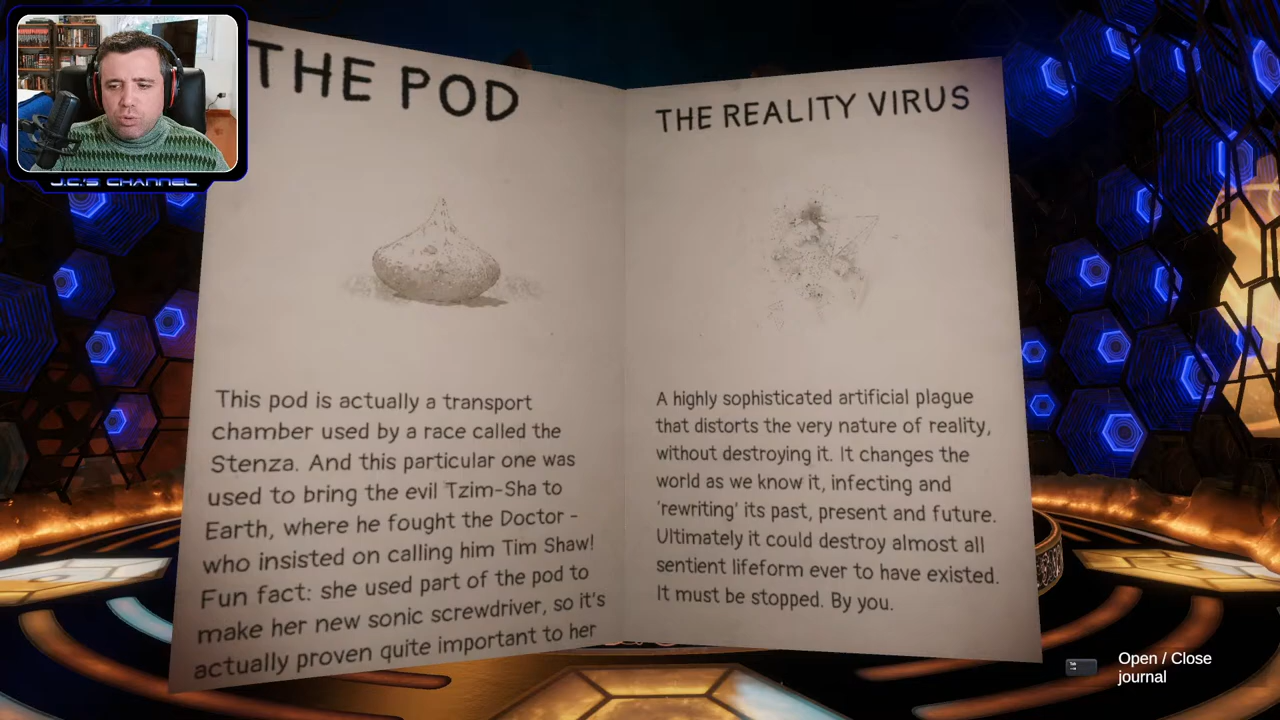 J.C.'S CHANNEL
THE POD
This pod is actually a transport
chamber used by a race called the
Stenza. And this particular one was
used to bring the evil Tzim-Sha to
Earth, where he fought the Doctor -
who insisted on calling him Tim Shaw!
Fun fact: she used part of the pod to
make her new sonic screwdriver, so it's
actually proven quite important to her
THE REALITY VIRUS
A highly sophisticated artificial plague
that distorts the very nature of reality,
without destroying it. It changes the
world as we know it, infecting and
'rewriting' its past, present and future.
Ultimately it could destroy almost all
sentient lifeform ever to have existed.
It must be stopped. By you.
Tab
Open / Close
journal